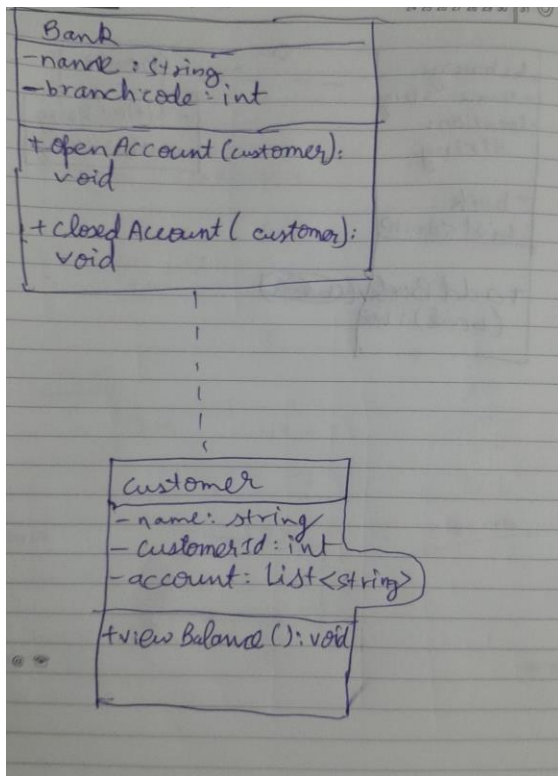 Bank
-name : string
-branchcode : int
+openAccount(customer):
void
+closedAccount( customer):
void
customer
-name: string
- customerId: int
-account: List<string>
+viewBalance(): void